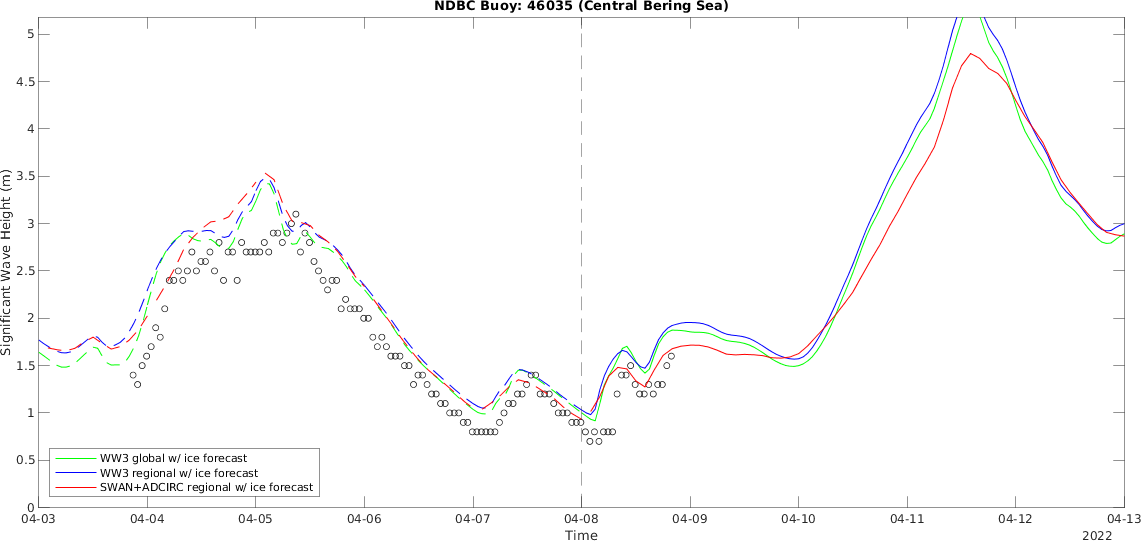 NDBC Buoy: 46035 (Central Bering Sea)
5
4.5
4
3.5
3
2.5
2
1.5
1
0.5
0
Significant Wave Height (m)
WW3 global w/ ice forecast
WW3 regional w/ ice forecast
SWAN+ADCIRC regional w/ ice forecast
04-03 04-04 04-05 04-06 04-07 04-08 04-09 04-10 04-11 04-12 04-13
Time
2022